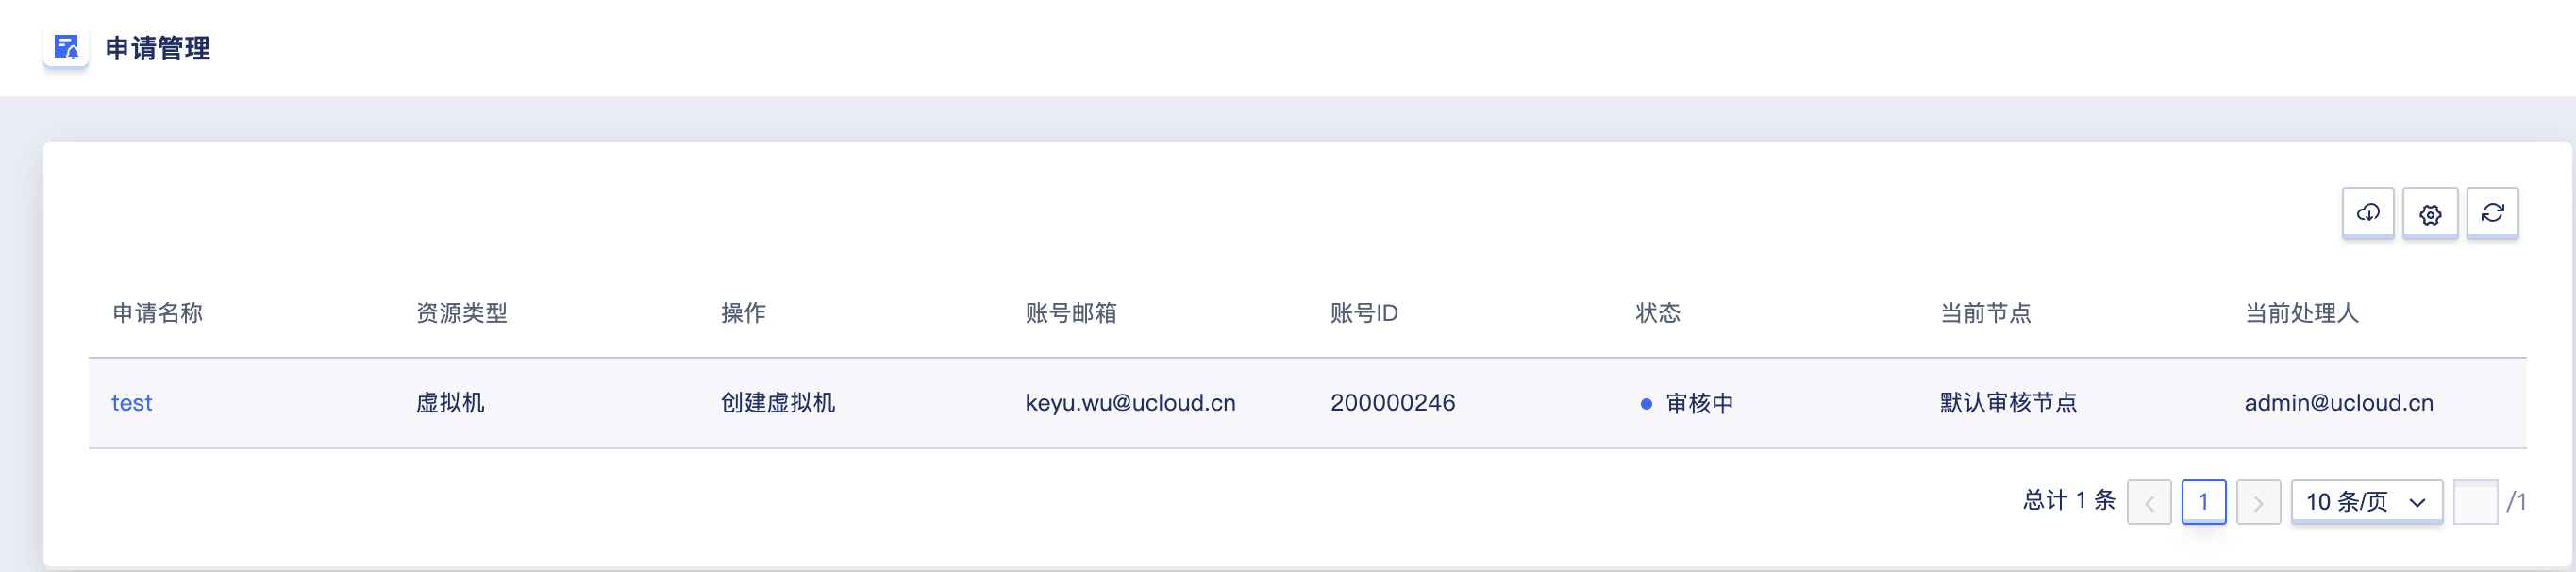 申请管理
申请名称 资源类型 操作 账号邮箱 账号ID 状态 当前节点 当前处理人
test 虚拟机 创建虚拟机 keyu.wu@ucloud.cn 200000246 审核中 默认审核节点 admin@ucloud.cn
总计 1 条 1 10 条/页 /1